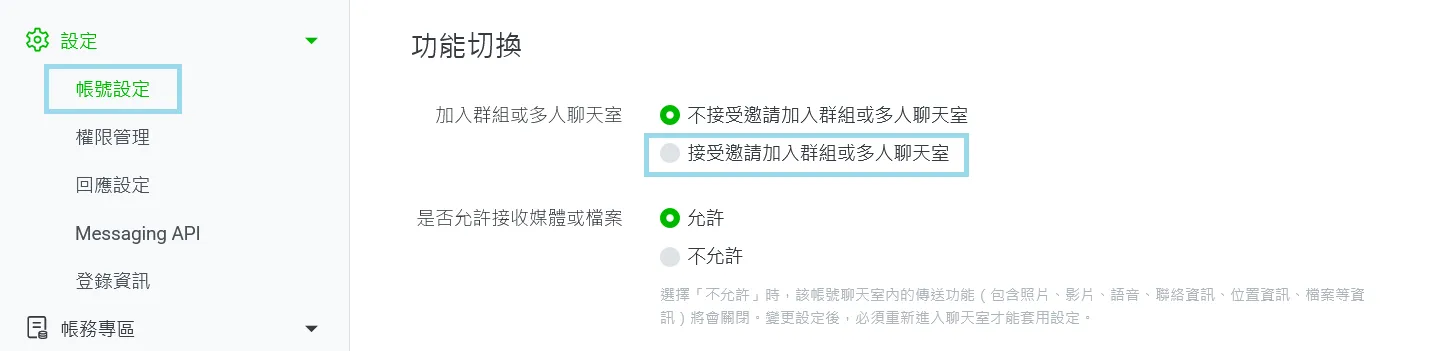 設定
帳號設定
權限管理
回應設定
Messaging API
登錄資訊
帳務專區
功能切換
加入群組或多人聊天室
不接受邀請加入群組或多人聊天室
接受邀請加入群組或多人聊天室
是否允許接收媒體或檔案
允許
不允許
選擇「不允許」時，該帳號聊天室內的傳送功能（包含照片、影片、語音、聯絡資訊、位置資訊、檔案等資
訊）將會關閉。變更設定後，必須重新進入聊天室才能套用設定。